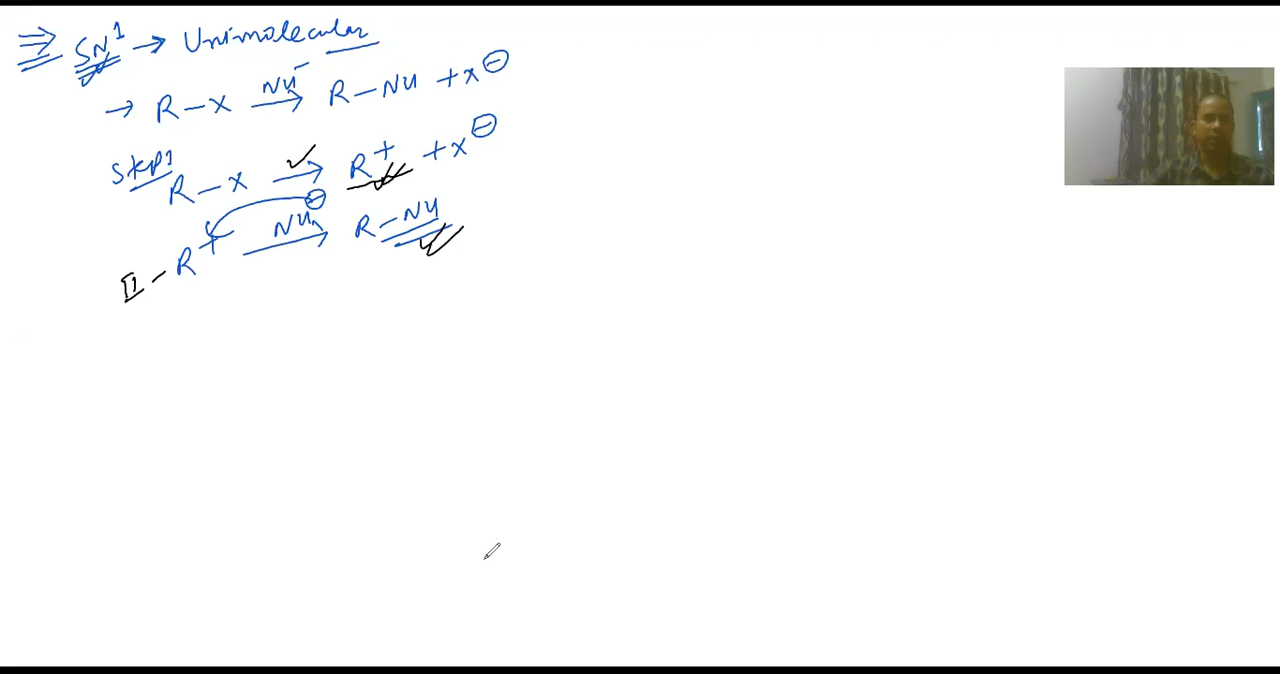 ⇒ SN¹ → Unimolecular
→ R–X —Nu⁻→ R–Nu + X⊖
Step1 R–X → R⁺ + X⊖
II – R⁺ —Nu⊖→ R–Nu